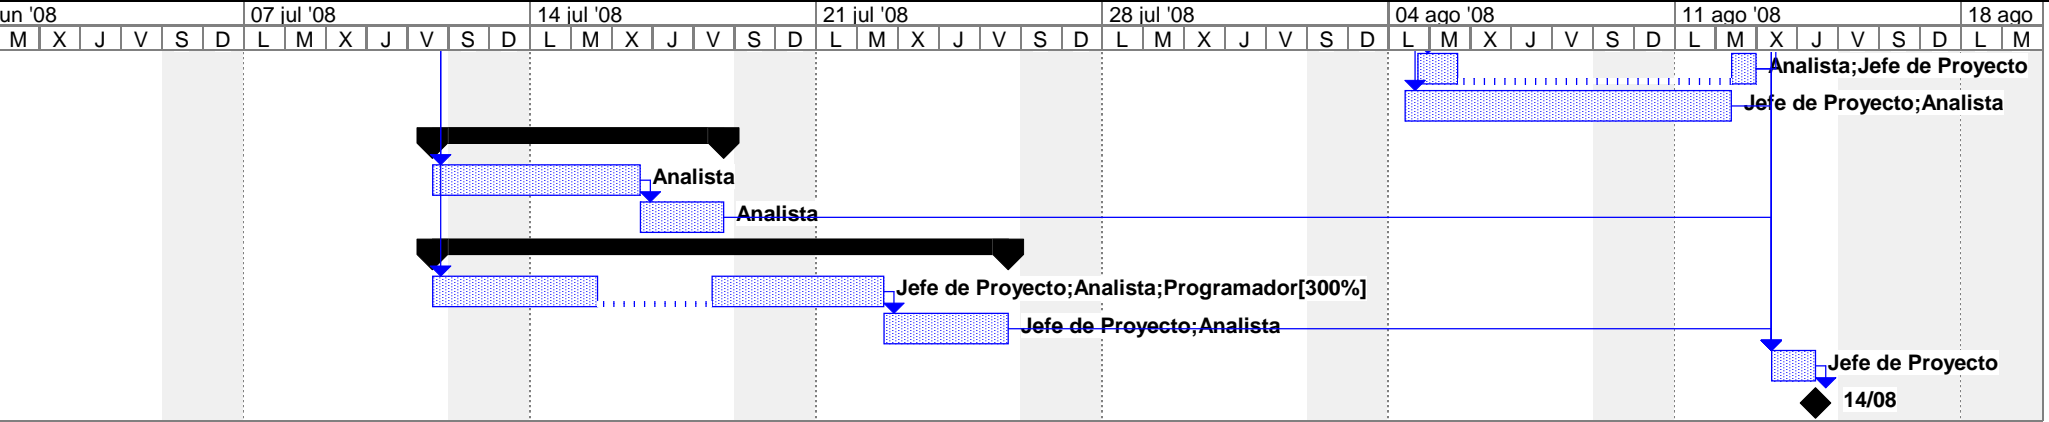 un '08 07 jul '08 14 jul '08 21 jul '08 28 jul '08 04 ago '08 11 ago '08 18 ago
M X J V S D L M X J V S D L M X J V S D L M X J V S D L M X J V S D L M X J V S D L M X J V S D L M
Analista;Jefe de Proyecto
Jefe de Proyecto;Analista
Analista
Analista
Jefe de Proyecto;Analista;Programador[300%]
Jefe de Proyecto;Analista
Jefe de Proyecto
14/08